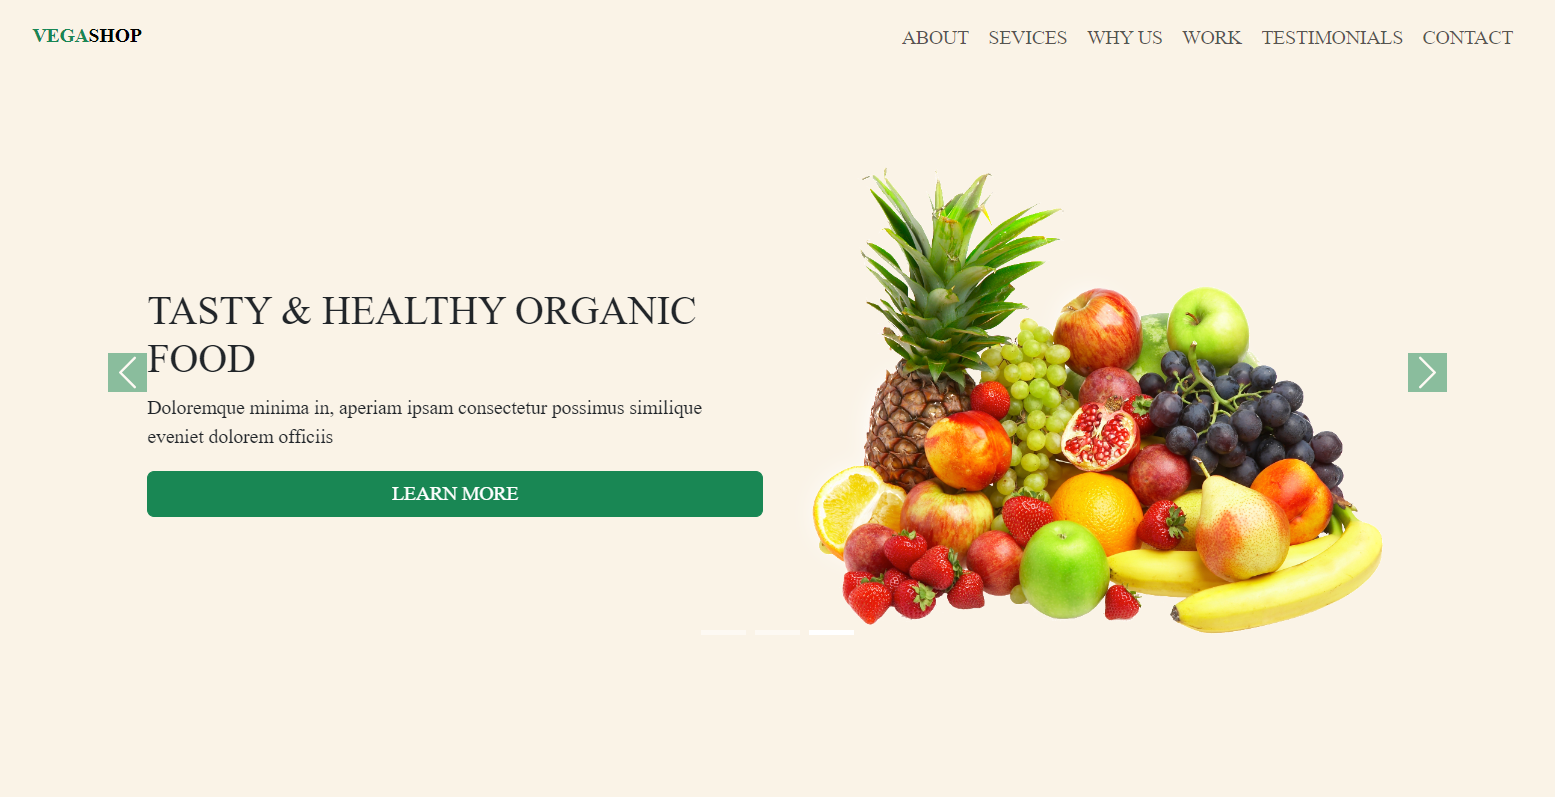 VEGASHOP
ABOUT SEVICES WHY US WORK TESTIMONIALS CONTACT
TASTY & HEALTHY ORGANIC
FOOD
Doloremque minima in, aperiam ipsam consectetur possimus similique
eveniet dolorem officiis
LEARN MORE